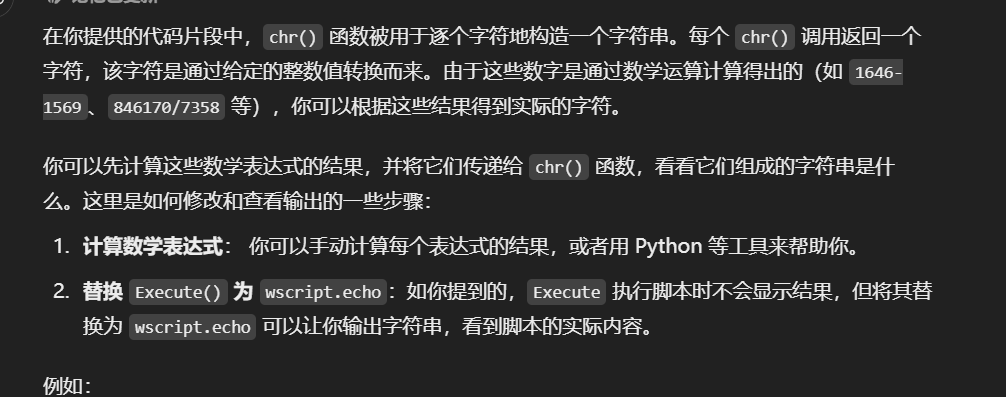 在你提供的代码片段中，chr() 函数被用于逐个字符地构造一个字符串。每个 chr() 调用返回一个
字符，该字符是通过给定的整数值转换而来。由于这些数字是通过数学运算计算得出的（如 1646-
1569、846170/7358 等），你可以根据这些结果得到实际的字符。
你可以先计算这些数学表达式的结果，并将它们传递给 chr() 函数，看看它们组成的字符串是什
么。这里是如何修改和查看输出的一些步骤：
1. 计算数学表达式： 你可以手动计算每个表达式的结果，或者用 Python 等工具来帮助你。
2. 替换 Execute() 为 wscript.echo：如你提到的，Execute 执行脚本时不会显示结果，但将其替
换为 wscript.echo 可以让你输出字符串，看到脚本的实际内容。
例如：